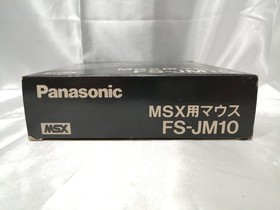 Panasonic
MSX用マウス
MSX
FS-JM10